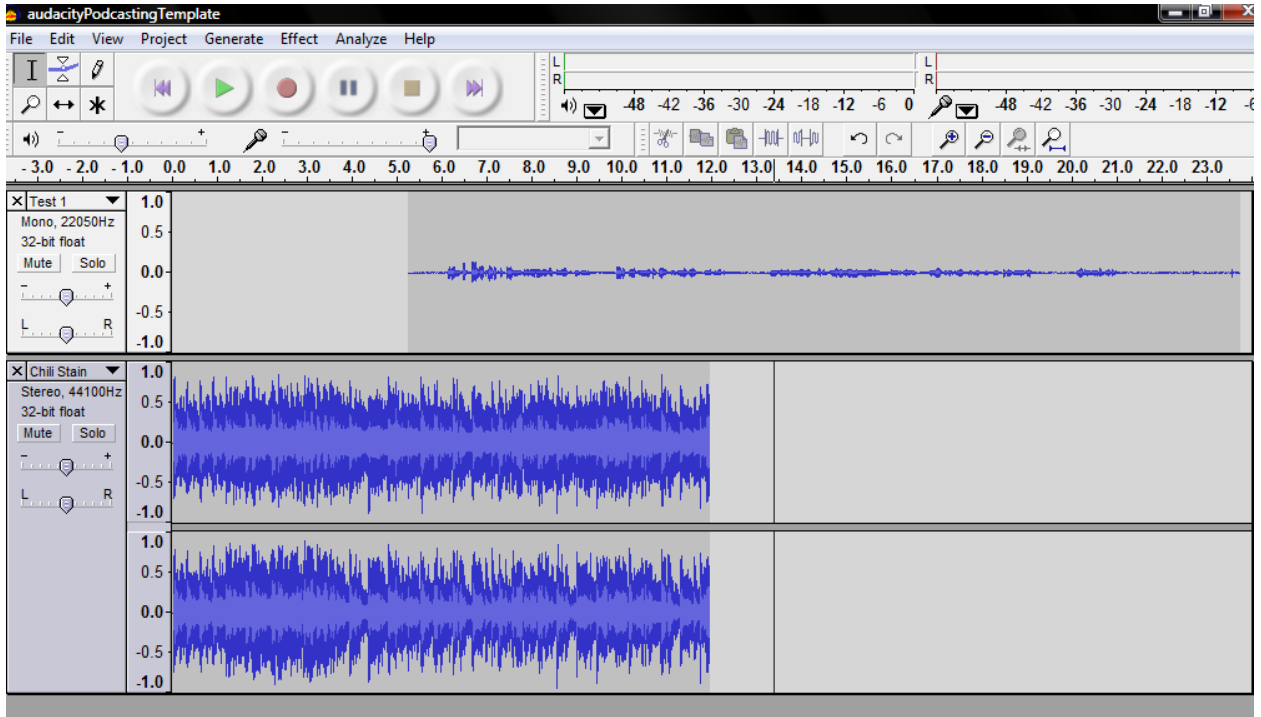 audacityPodcastingTemplate
File Edit View Project Generate Effect Analyze Help
L
R
-48 -42 -36 -30 -24 -18 -12 -6 0
L
R
-48 -42 -36 -30 -24 -18 -12 -6
- +
- +
- 3.0 - 2.0 - 1.0 0.0 1.0 2.0 3.0 4.0 5.0 6.0 7.0 8.0 9.0 10.0 11.0 12.0 13.0 14.0 15.0 16.0 17.0 18.0 19.0 20.0 21.0 22.0 23.0
X Test 1
Mono, 22050Hz
32-bit float
Mute Solo
- +
L R
1.0
0.5
0.0
-0.5
-1.0
X Chili Stain
Stereo, 44100Hz
32-bit float
Mute Solo
- +
L R
1.0
0.5
0.0
-0.5
-1.0
1.0
0.5
0.0
-0.5
-1.0